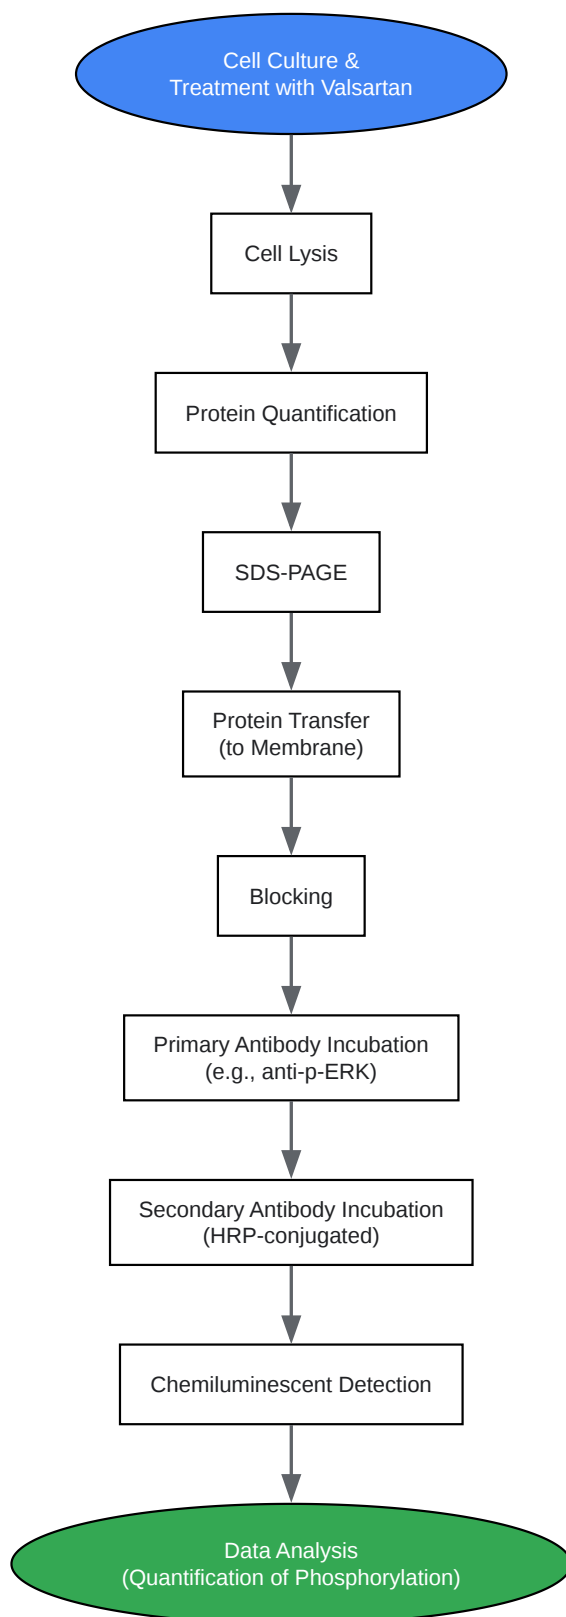 Cell Culture &
Treatment with Valsartan
Cell Lysis
Protein Quantification
SDS-PAGE
Protein Transfer
(to Membrane)
Blocking
Primary Antibody Incubation
(e.g., anti-p-ERK)
Secondary Antibody Incubation
(HRP-conjugated)
Chemiluminescent Detection
Data Analysis
(Quantification of Phosphorylation)